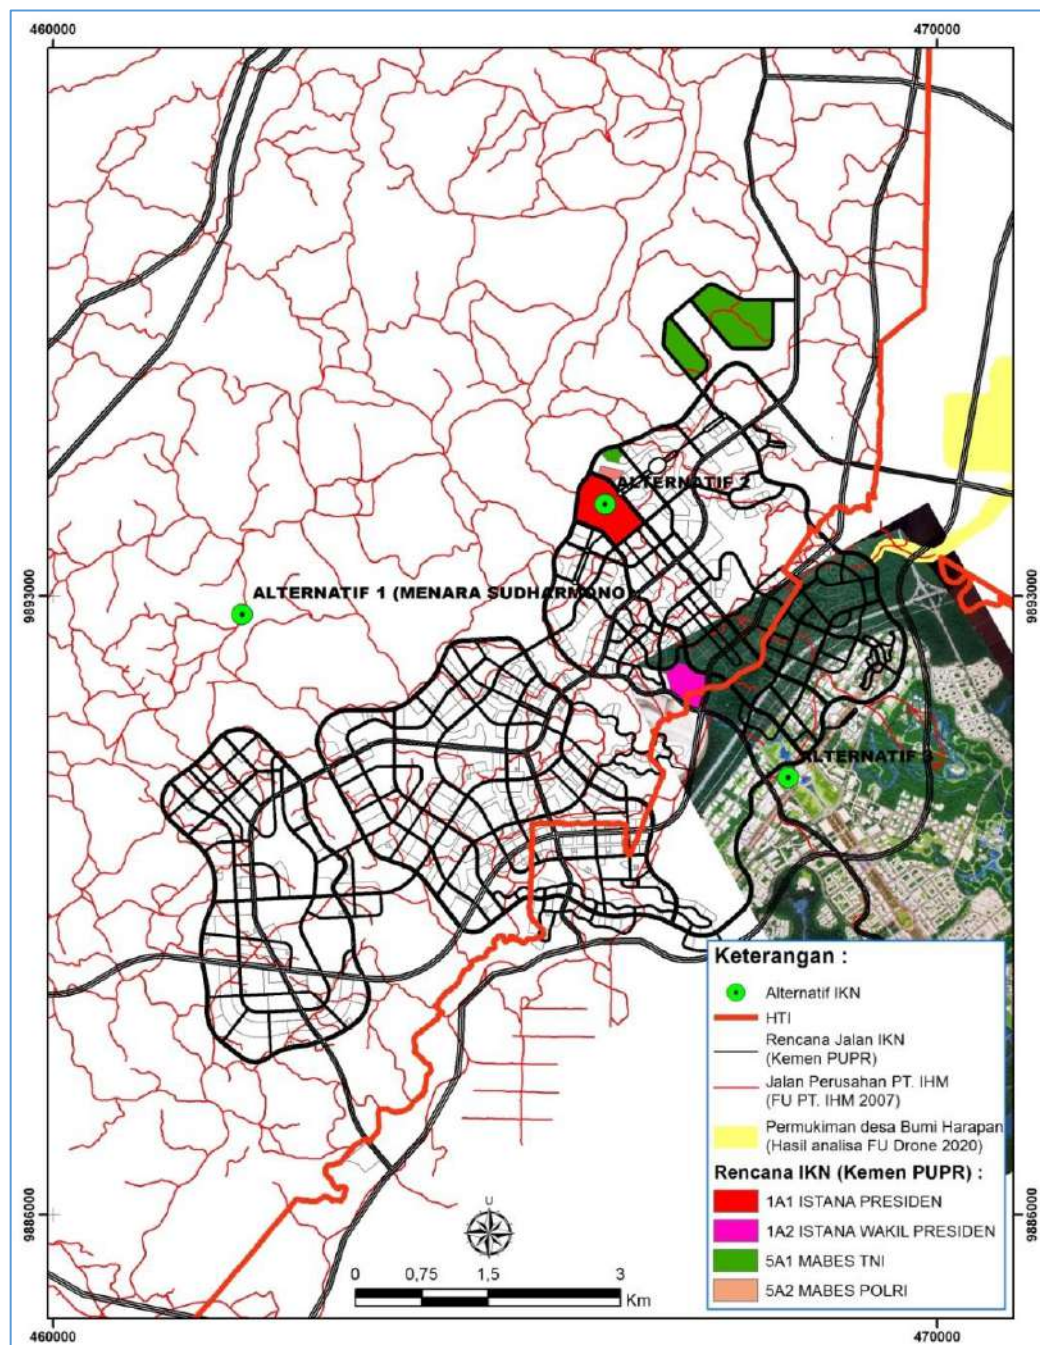 460000
470000
ALTERNATIF 2
9893000
ALTERNATIF 1 (MENARA SUDHARMONO)
9893000
ALTERNATIF 3
Keterangan :
Alternatif IKN
HTI
Rencana Jalan IKN
(Kemen PUPR)
Jalan Perusahan PT. IHM
(FU PT. IHM 2007)
Permukiman desa Bumi Harapan
(Hasil analisa FU Drone 2020)
Rencana IKN (Kemen PUPR) :
1A1 ISTANA PRESIDEN
1A2 ISTANA WAKIL PRESIDEN
5A1 MABES TNI
5A2 MABES POLRI
9886000
9886000
U
0 0,75 1,5 3
Km
460000
470000